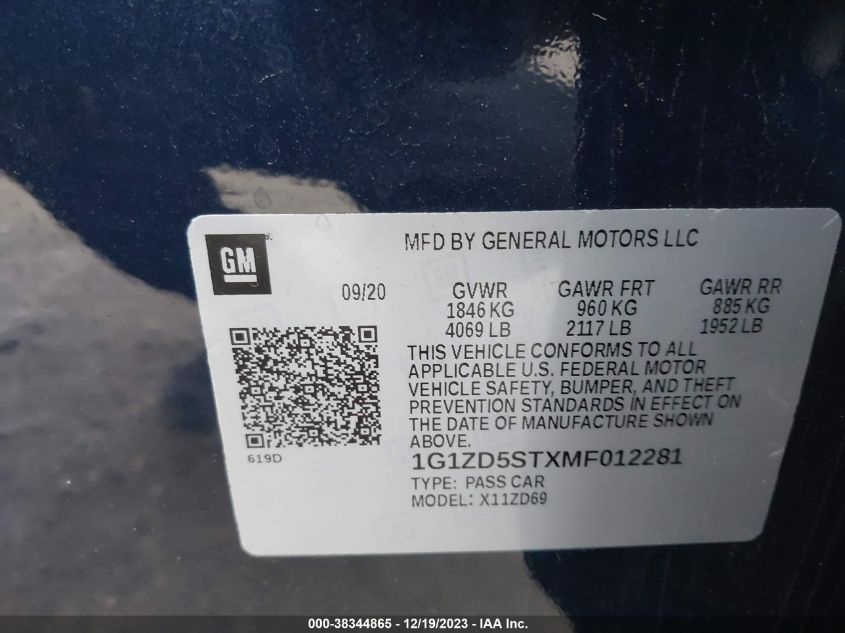 GM
MFD BY GENERAL MOTORS LLC
09/20
GVWR GAWR FRT GAWR RR
1846 KG 960 KG 885 KG
4069 LB 2117 LB 1952 LB
THIS VEHICLE CONFORMS TO ALL
APPLICABLE U.S. FEDERAL MOTOR
VEHICLE SAFETY, BUMPER, AND THEFT
PREVENTION STANDARDS IN EFFECT ON
THE DATE OF MANUFACTURE SHOWN
ABOVE.
619D
1G1ZD5STXMF012281
TYPE: PASS CAR
MODEL: X11ZD69
000-38344865 - 12/19/2023 - IAA Inc.